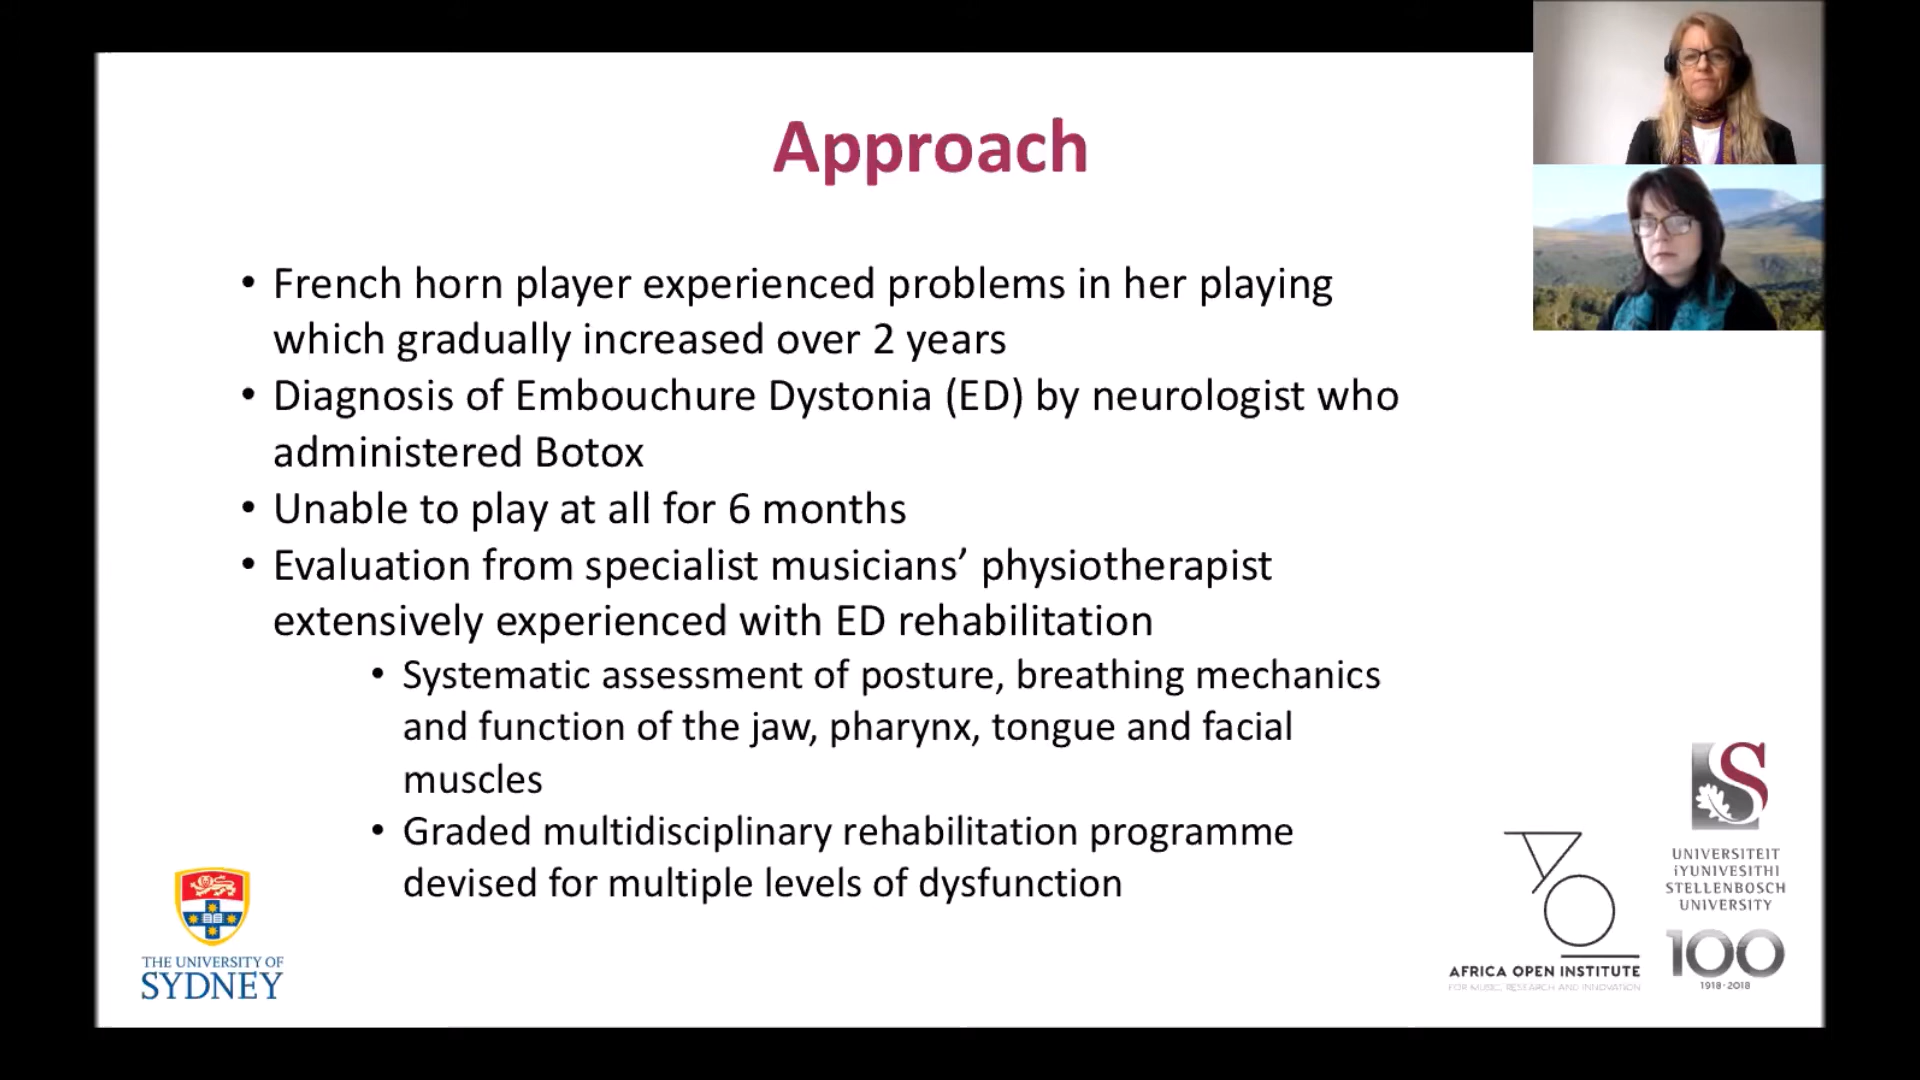 Approach
• French horn player experienced problems in her playing
which gradually increased over 2 years
• Diagnosis of Embouchure Dystonia (ED) by neurologist who
administered Botox
• Unable to play at all for 6 months
• Evaluation from specialist musicians’ physiotherapist
extensively experienced with ED rehabilitation
• Systematic assessment of posture, breathing mechanics
and function of the jaw, pharynx, tongue and facial
muscles
• Graded multidisciplinary rehabilitation programme
devised for multiple levels of dysfunction
THE UNIVERSITY OF
SYDNEY
AFRICA OPEN INSTITUTE
FOR MUSIC, RESEARCH AND INNOVATION
S
UNIVERSITEIT
iYUNIVESITHI
STELLENBOSCH
UNIVERSITY
100
1918·2018